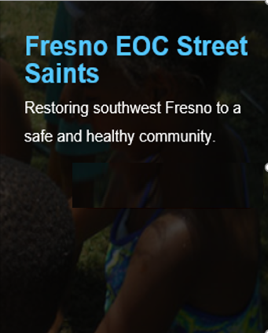 Fresno EOC Street
Saints
Restoring southwest Fresno to a
safe and healthy community.